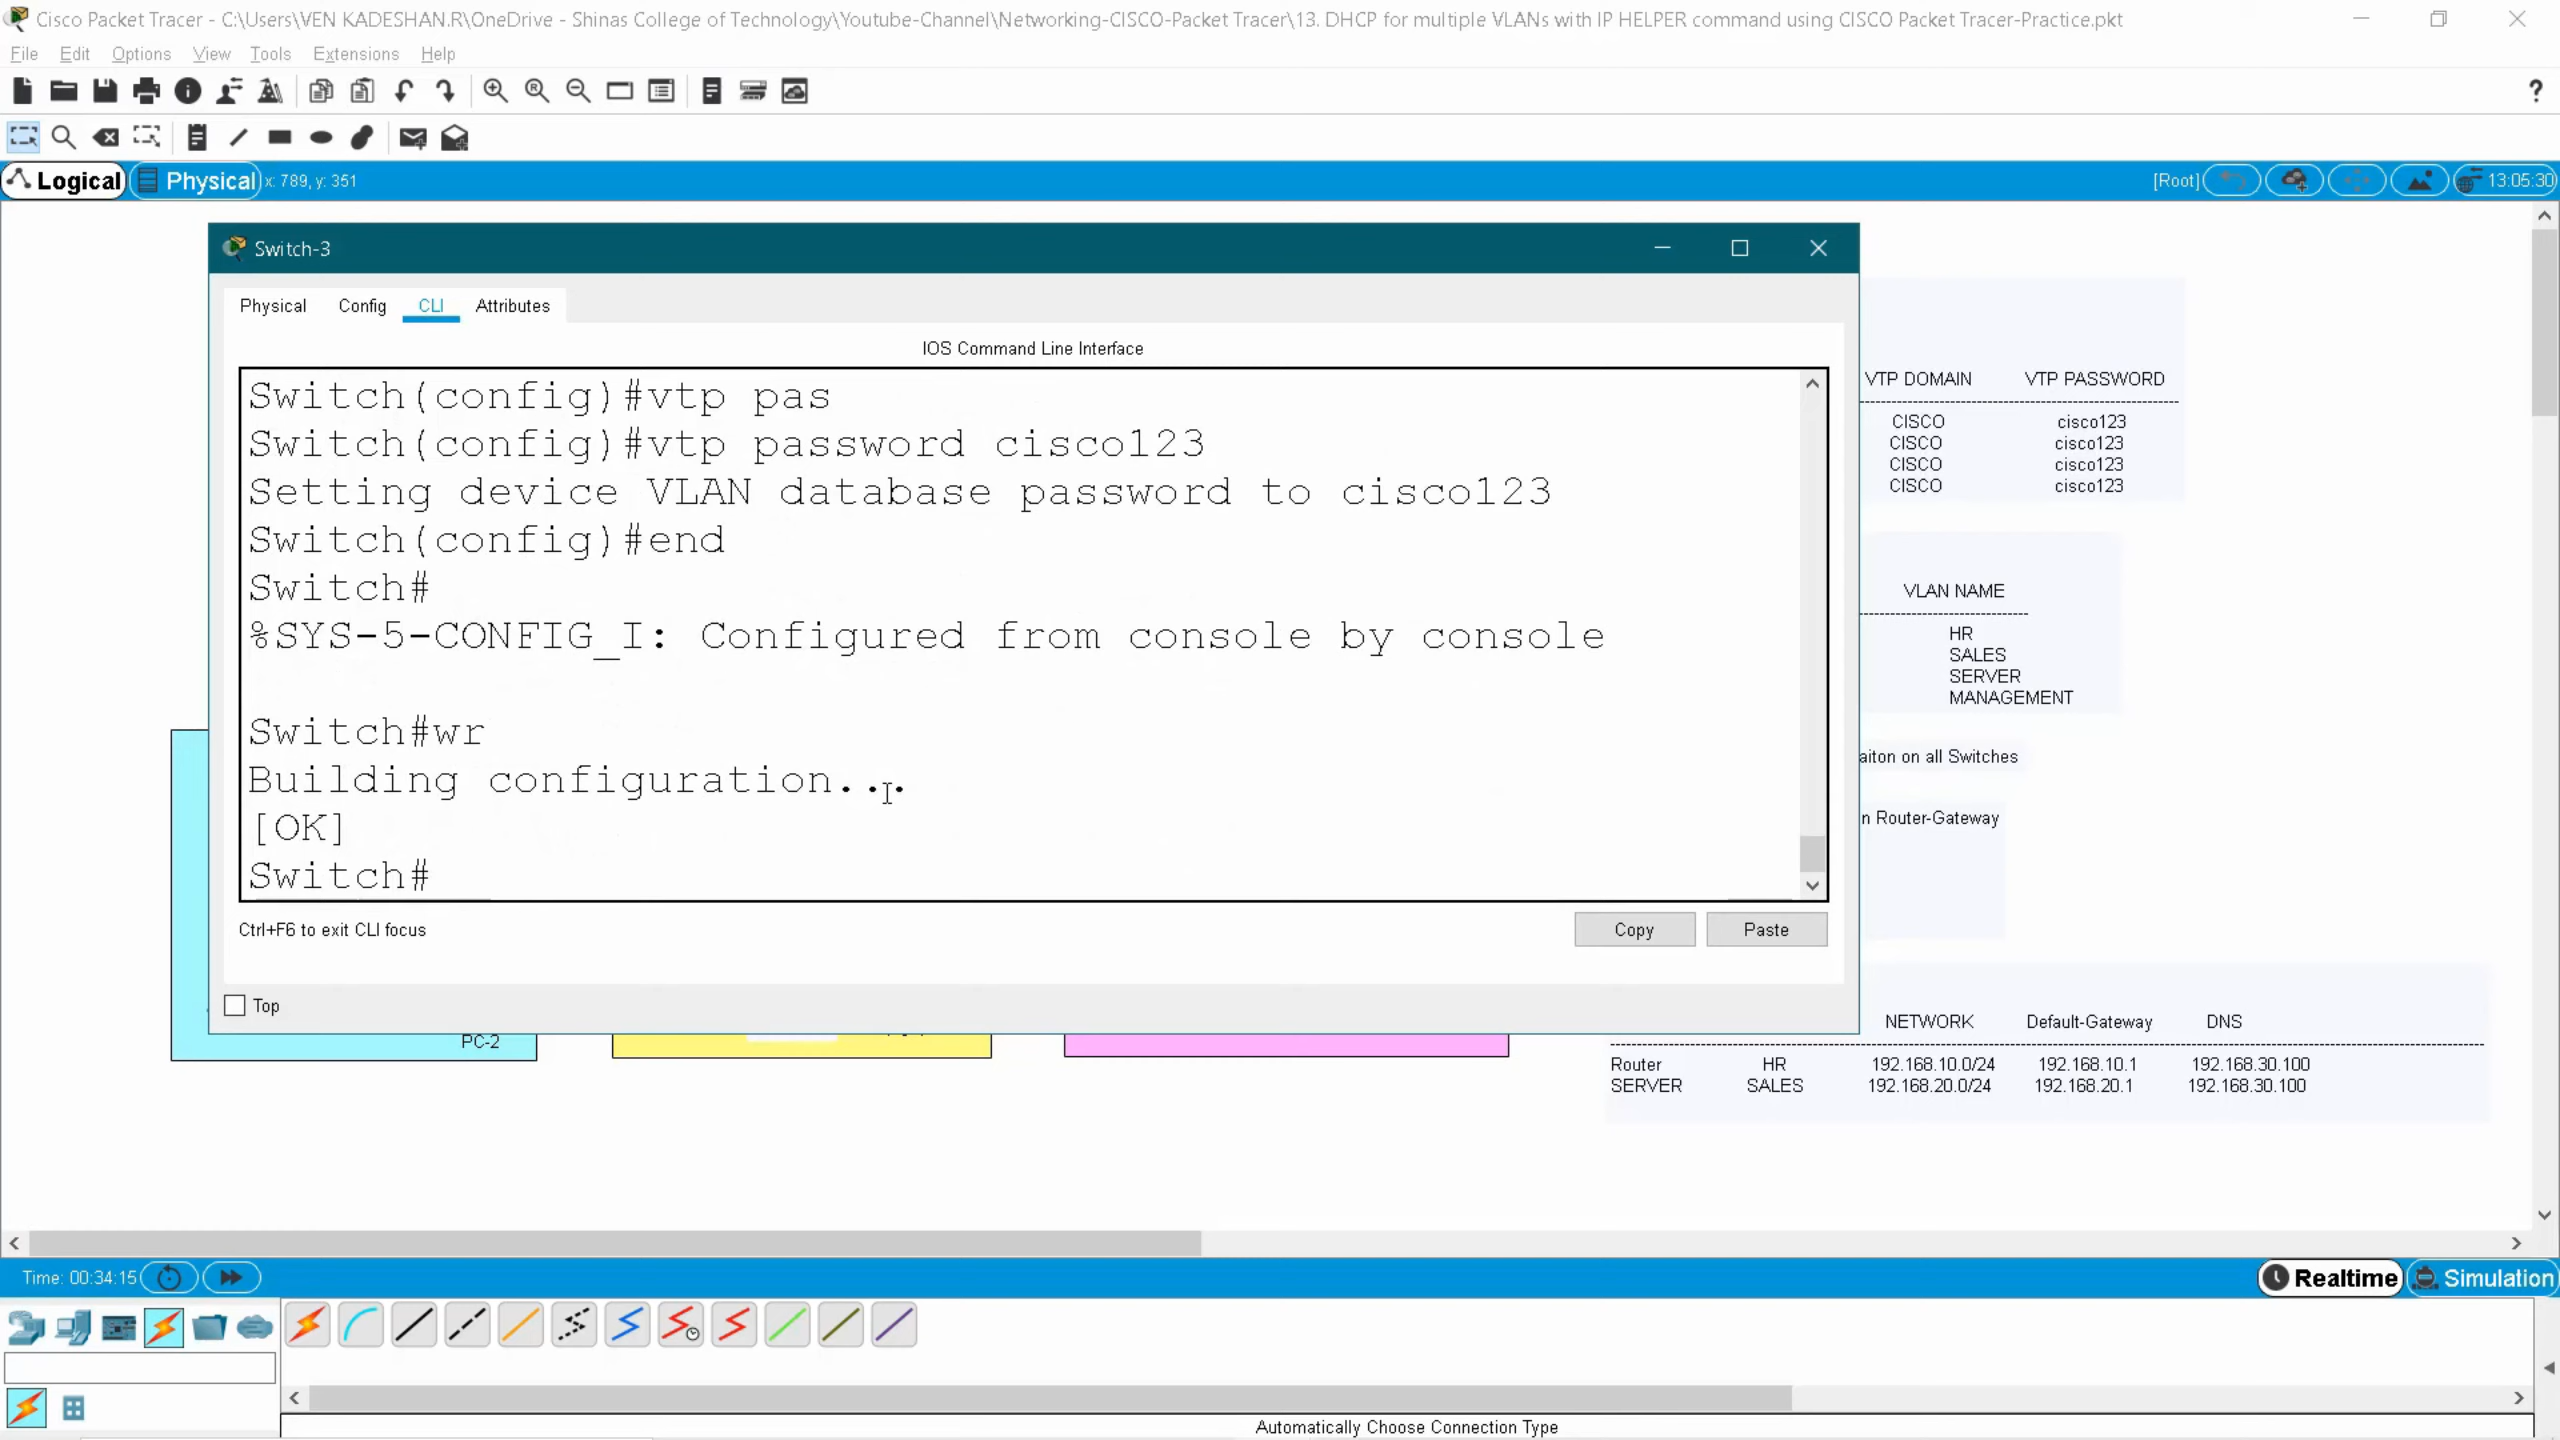 Cisco Packet Tracer - C:\Users\VEN KADESHAN.R\OneDrive - Shinas College of Technology\Youtube-Channel\Networking-CISCO-Packet Tracer\13. DHCP for multiple VLANs with IP HELPER command using CISCO Packet Tracer-Practice.pkt
File Edit Options View Tools Extensions Help
Logical Physical x: 789, y: 351 [Root] 13:05:30
Switch-3
Physical Config CLI Attributes
IOS Command Line Interface
Switch(config)#vtp pas
Switch(config)#vtp password cisco123
Setting device VLAN database password to cisco123
Switch(config)#end
Switch#
%SYS-5-CONFIG_I: Configured from console by console
Switch#wr
Building configuration...
[OK]
Switch#
Ctrl+F6 to exit CLI focus
Copy Paste
Top
VTP DOMAIN VTP PASSWORD
CISCO cisco123
CISCO cisco123
CISCO cisco123
CISCO cisco123
VLAN NAME
HR
SALES
SERVER
MANAGEMENT
aiton on all Switches
n Router-Gateway
PC-2
NETWORK Default-Gateway DNS
Router HR 192.168.10.0/24 192.168.10.1 192.168.30.100
SERVER SALES 192.168.20.0/24 192.168.20.1 192.168.30.100
Time: 00:34:15 Realtime Simulation
Automatically Choose Connection Type